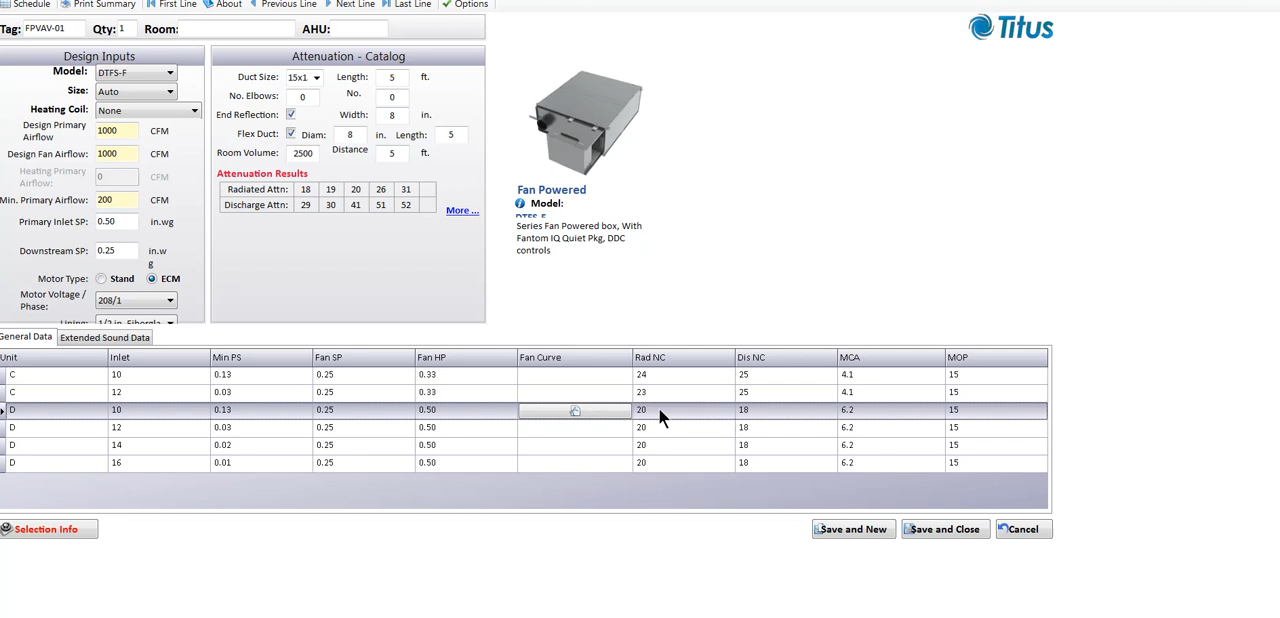 Schedule Print Summary First Line About Previous Line Next Line Last Line Options
Tag: FPVAV-01 Qty: 1 Room: AHU:
Titus
Design Inputs
Model: DTFS-F
Size: Auto
Heating Coil: None
Design Primary
Airflow 1000 CFM
Design Fan Airflow: 1000 CFM
Heating Primary
Airflow: 0 CFM
Min. Primary Airflow: 200 CFM
Primary Inlet SP: 0.50 in.wg
Downstream SP: 0.25 in.w
g
Motor Type: Stand ECM
Motor Voltage /
Phase: 208/1
Attenuation - Catalog
Duct Size: 15x1 Length: 5 ft.
No. Elbows: 0 No. 0
End Reflection: Width: 8 in.
Flex Duct: Diam: 8 in. Length: 5
Room Volume: 2500 Distance 5 ft.
Attenuation Results
Radiated Attn: 18 19 20 26 31
Discharge Attn: 29 30 41 51 52
More ...
Fan Powered
Model:
Series Fan Powered box, With
Fantom IQ Quiet Pkg, DDC
controls
General Data Extended Sound Data
Unit Inlet Min PS Fan SP Fan HP Fan Curve Rad NC Dis NC MCA MOP
C 10 0.13 0.25 0.33 24 25 4.1 15
C 12 0.03 0.25 0.33 23 25 4.1 15
D 10 0.13 0.25 0.50 20 18 6.2 15
D 12 0.03 0.25 0.50 20 18 6.2 15
D 14 0.02 0.25 0.50 20 18 6.2 15
D 16 0.01 0.25 0.50 20 18 6.2 15
Selection Info Save and New Save and Close Cancel